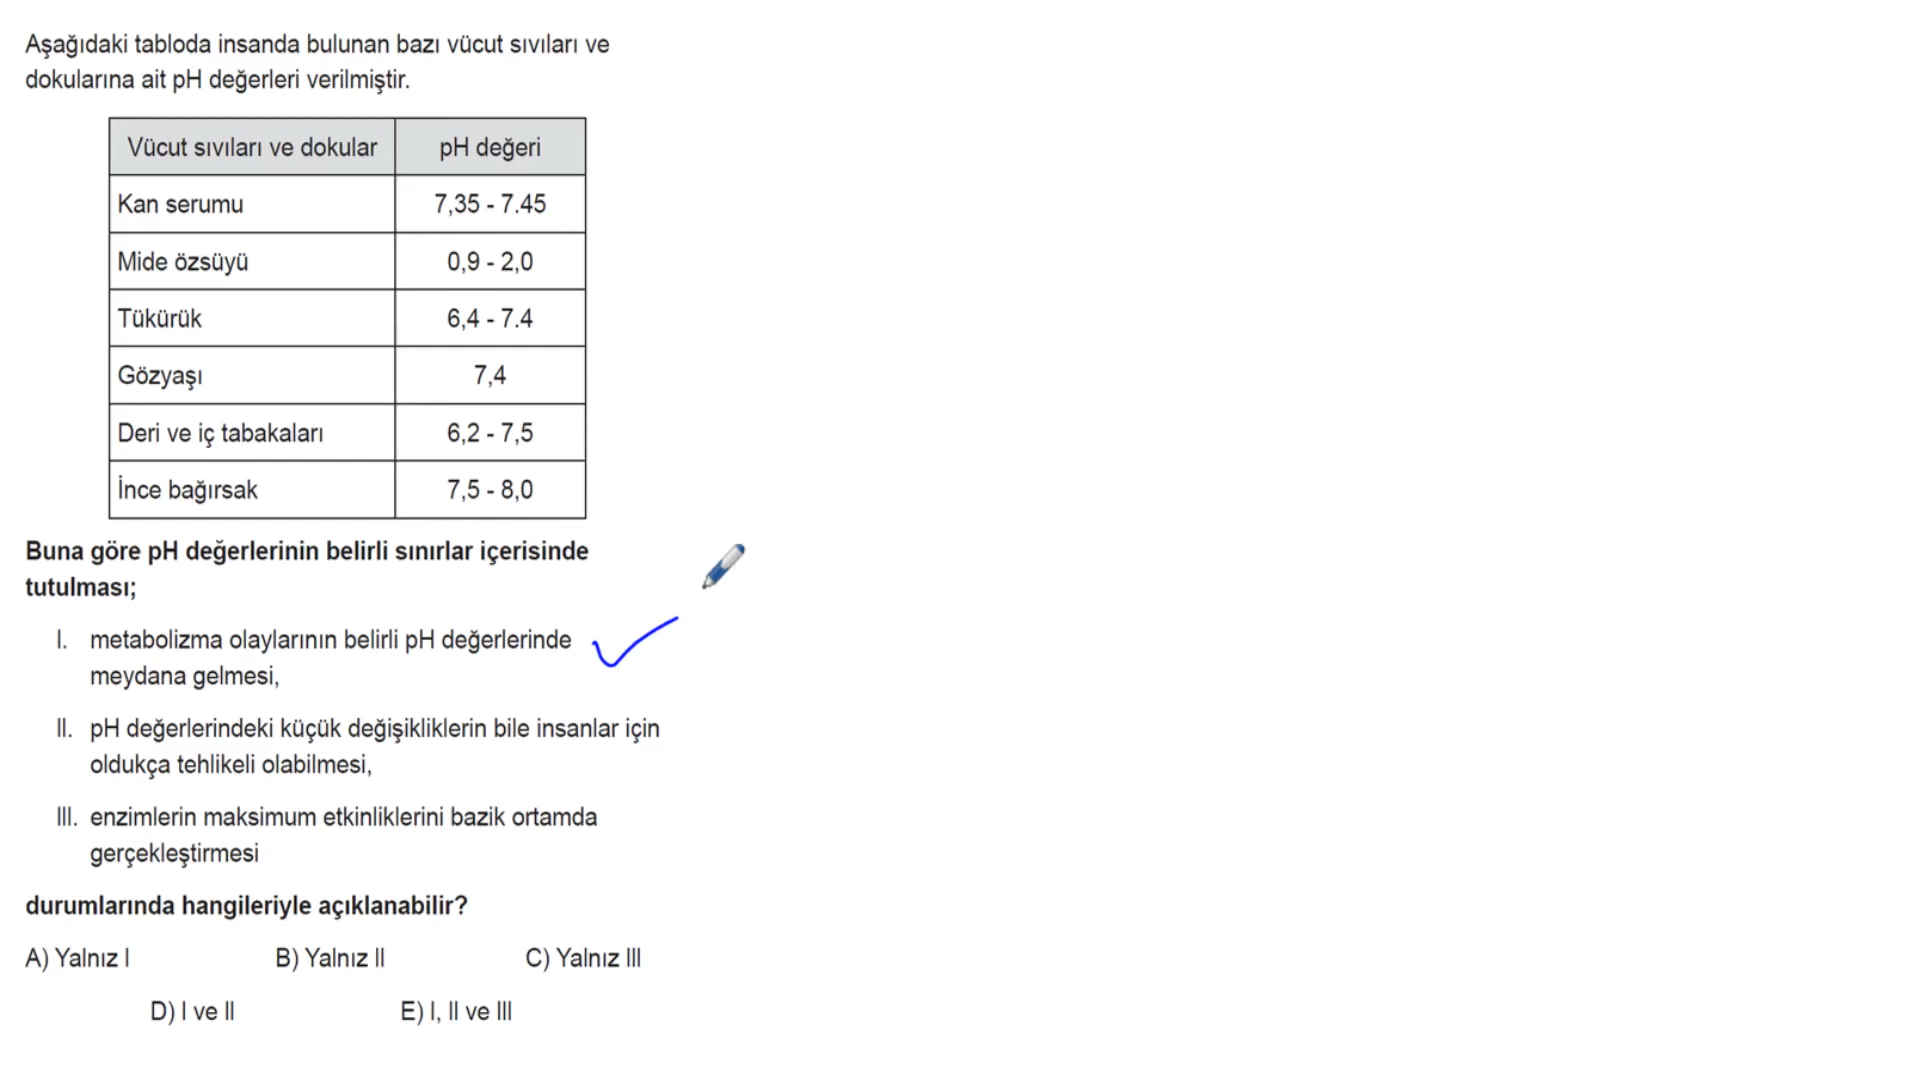 Aşağıdaki tabloda insanda bulunan bazı vücut sıvıları ve
dokularına ait pH değerleri verilmiştir.
Vücut sıvıları ve dokular pH değeri
Kan serumu 7,35 - 7.45
Mide özsüyü 0,9 - 2,0
Tükürük 6,4 - 7.4
Gözyaşı 7,4
Deri ve iç tabakaları 6,2 - 7,5
İnce bağırsak 7,5 - 8,0
Buna göre pH değerlerinin belirli sınırlar içerisinde
tutulması;
I. metabolizma olaylarının belirli pH değerlerinde
meydana gelmesi,
II. pH değerlerindeki küçük değişikliklerin bile insanlar için
oldukça tehlikeli olabilmesi,
III. enzimlerin maksimum etkinliklerini bazik ortamda
gerçekleştirmesi
durumlarında hangileriyle açıklanabilir?
A) Yalnız I B) Yalnız II C) Yalnız III
D) I ve II E) I, II ve III